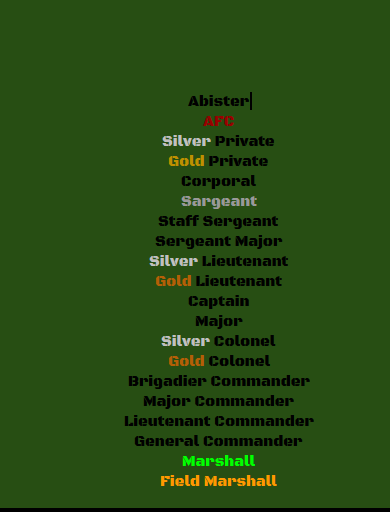 Abister
AFC
Silver Private
Gold Private
Corporal
Sargeant
Staff Sergeant
Sergeant Major
Silver Lieutenant
Gold Lieutenant
Captain
Major
Silver Colonel
Gold Colonel
Brigadier Commander
Major Commander
Lieutenant Commander
General Commander
Marshall
Field Marshall